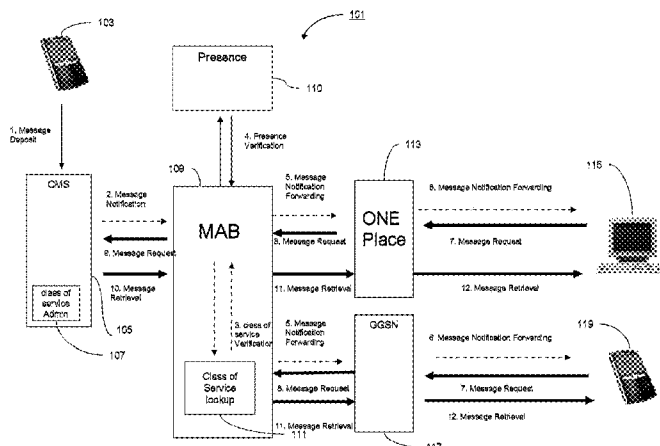 103
101
Presence
110
1. Message
Deposit
4. Presence
Verification
109
113
CMS
2. Message
Notification
5. Message
Notification
Forwarding
6. Message Notification Forwarding
115
MAB
ONE
Place
8. Message Request
7. Message Request
9. Message
Request
10. Message
Retrieval
11. Message Retrieval
12. Message Retrieval
class of
service
Admin
105
107
3. class of
service
Verification
5. Message
Notification
Forwarding
GGSN
6 Message Notification Forwarding
119
Class of
Service
lookup
8. Message Request
7. Message Request
111
11. Message Retrieval
12. Message Retrieval
117